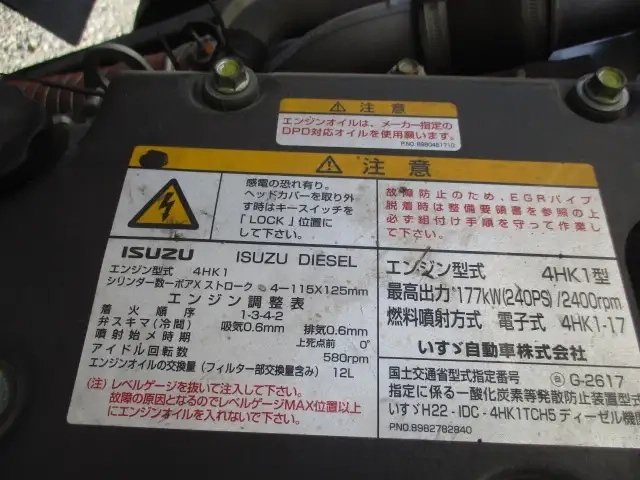 注意
エンジンオイルは、メーカー指定の
DPD対応オイルを使用願います。
P.NO. 8980481710
注意
感電の恐れ有り。
ヘッドカバーを取り外
す時はキースイッチを
「LOCK」位置に
して下さい。
故障防止のため、EGRパイプ
脱着時は整備要領書を参照の上
必ず組付け手順を守って作業し
て下さい。
ISUZU ISUZU DIESEL
エンジン型式 4HK1
シリンダー数ーボアXストローク 4－115X125mm
エンジン調整表
着火順序 1-3-4-2
弁スキマ(冷間) 吸気0.6mm 排気0.6mm
噴射始メ時期 上死点前 0°
アイドル回転数 580rpm
エンジンオイルの交換量(フィルター部交換量含み) 12L
(注)レベルゲージを抜いて注入して下さい。
故障の原因となるのでレベルゲージMAX位置以上
にエンジンオイルを入れないで下さい。
エンジン型式 4HK1型
最高出力 177kW(240PS)/2400rpm
燃料噴射方式 電子式 4HK1-17
いすゞ自動車株式会社
国土交通省型式指定番号 G-2617
指定に係る一酸化炭素等発散防止装置型式
いすゞH22-IDC-4HK1TCH5ディーゼル機関
P.NO.8982782840